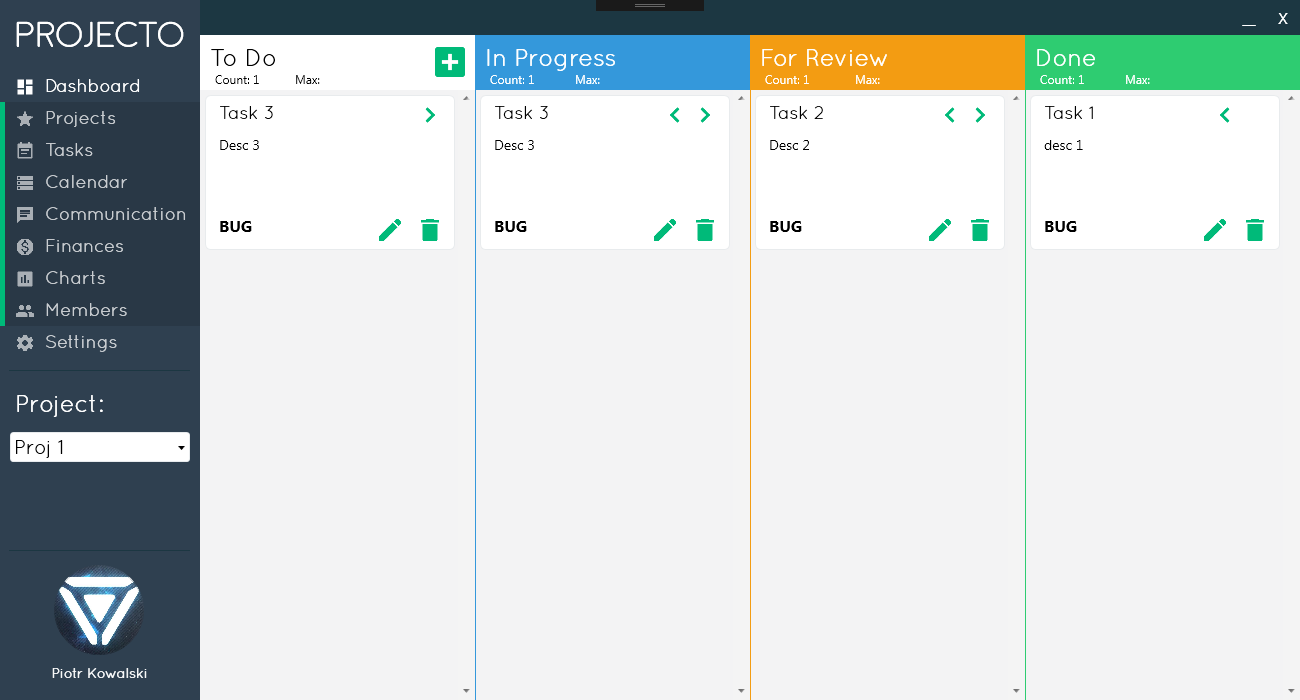 PROJECTO
Dashboard
Projects
Tasks
Calendar
Communication
Finances
Charts
Members
Settings
Project:
Proj 1
Piotr Kowalski
X
To Do
Count: 1 Max:
Task 3
Desc 3
BUG
In Progress
Count: 1 Max:
Task 3
Desc 3
BUG
For Review
Count: 1 Max:
Task 2
Desc 2
BUG
Done
Count: 1 Max:
Task 1
desc 1
BUG